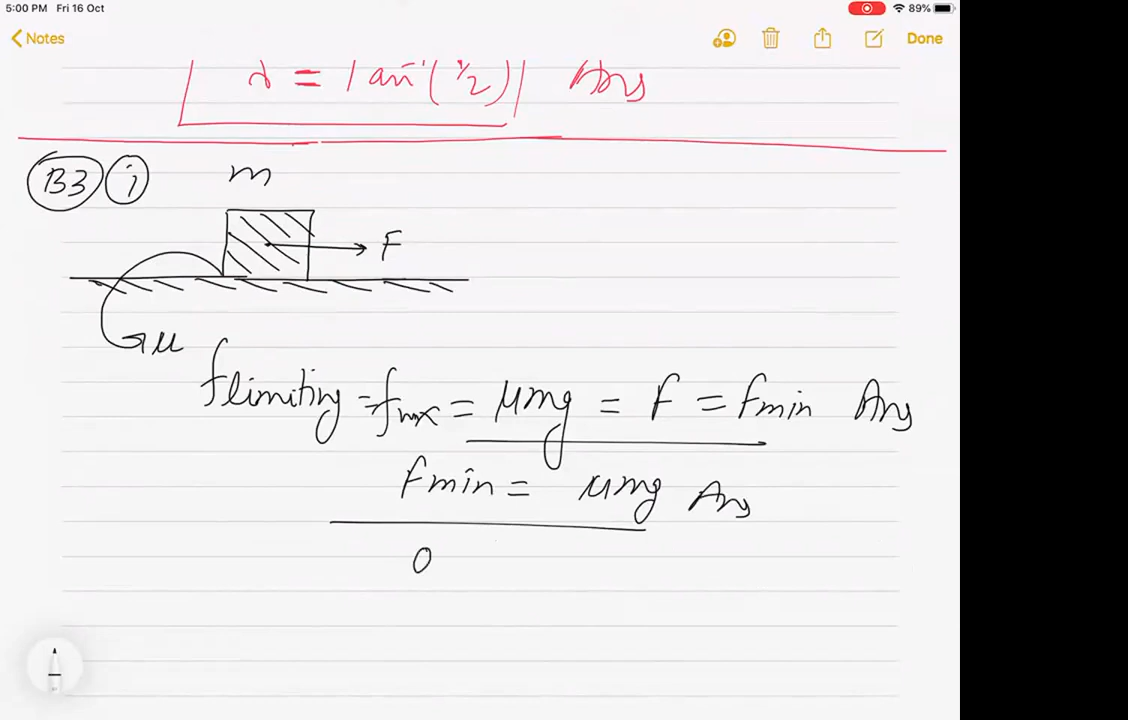 5:00 PM Fri 16 Oct
89%
Notes
Done
λ = tan⁻¹(1/2) Ans
B3 i
m
F
μ
flimiting = fmax = μmg = F = Fmin Ans
Fmin = μmg Ans
0